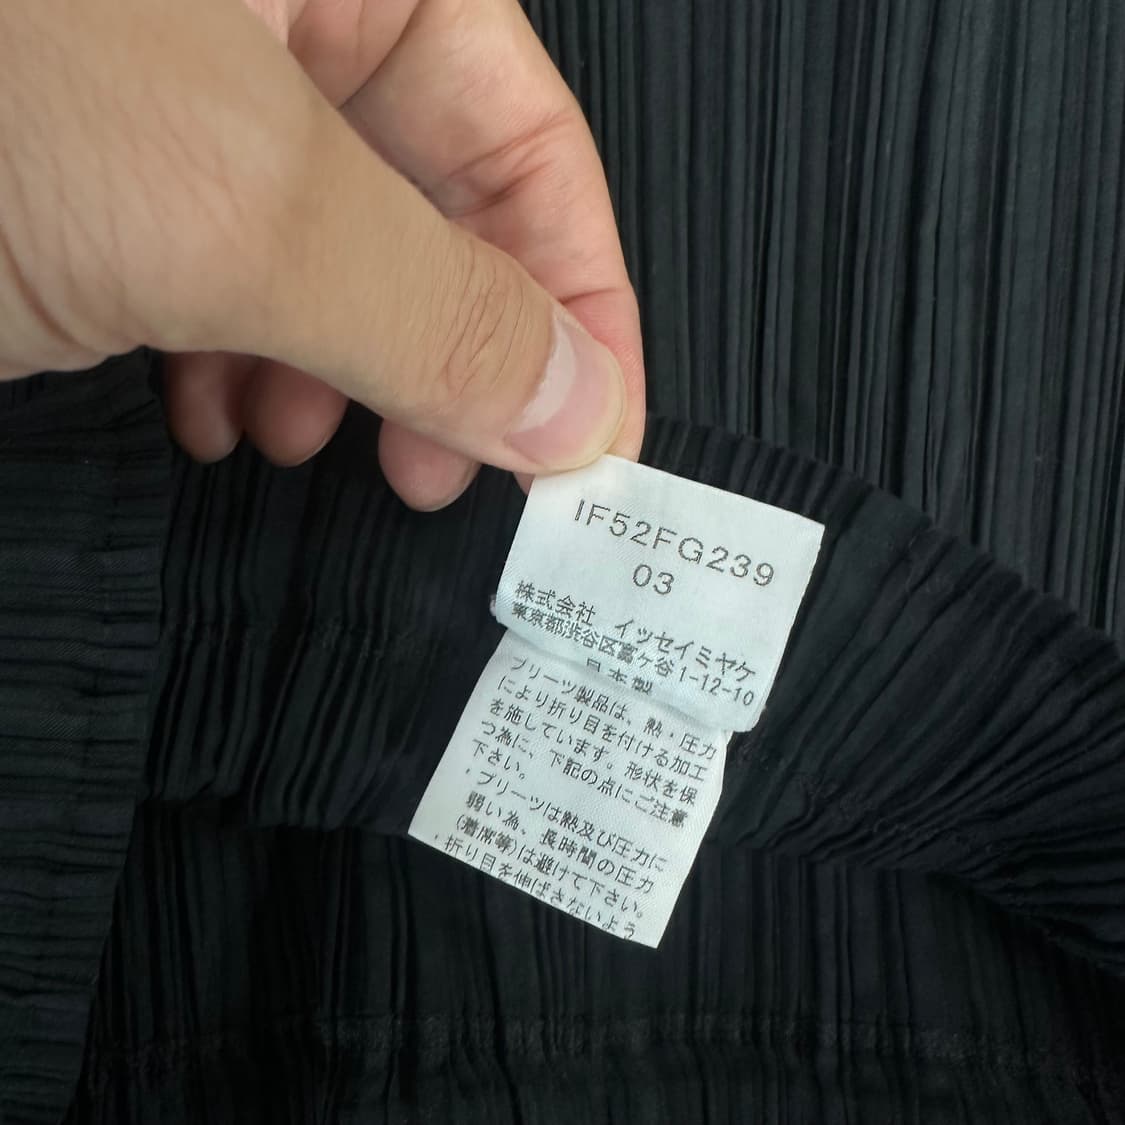 IF52FG239
03
株式会社 イッセイミヤケ
東京都渋谷区富ケ谷1-12-10
日本製
プリーツ製品は、熱・圧力
により折り目を付ける加工
を施しています。形状を保
つ為に、下記の点にご注意
下さい。
・プリーツは熱及び圧力に
弱い為、長時間の圧力
(着席等)は避けて下さい。
・折り目を伸ばさないよう